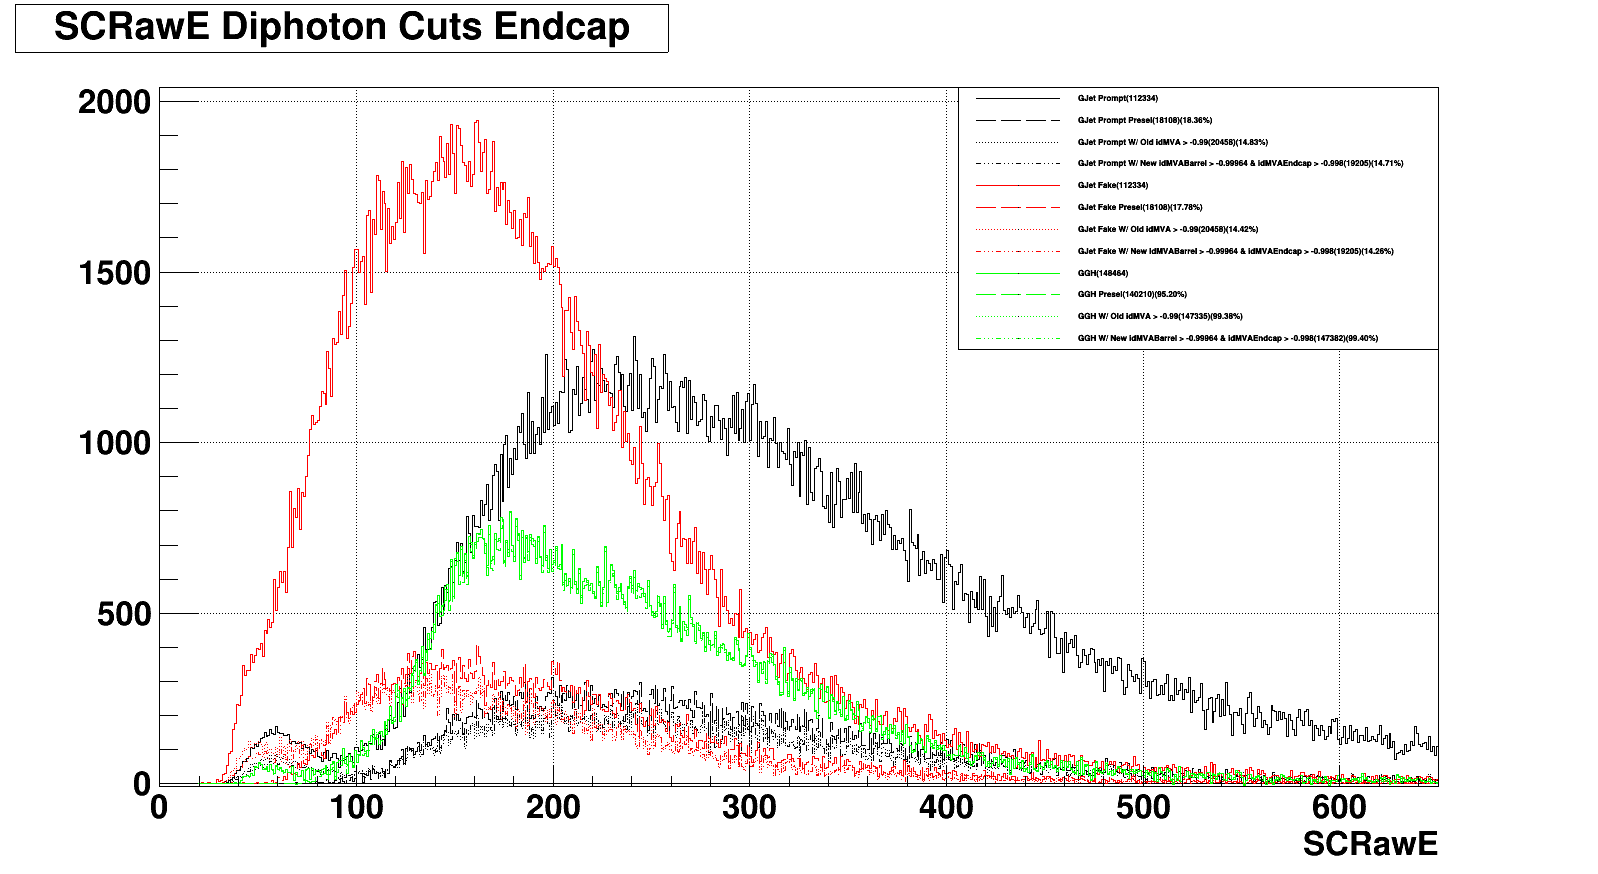 SCRawE Diphoton Cuts Endcap
2000
1500
1000
500
0
0 100 200 300 400 500 600
SCRawE
GJet Prompt(112334)
GJet Prompt Presel(18108)(18.36%)
GJet Prompt W/ Old idMVA > -0.99(20458)(14.83%)
GJet Prompt W/ New idMVABarrel > -0.99964 & idMVAEndcap > -0.998(19205)(14.71%)
GJet Fake(112334)
GJet Fake Presel(18108)(17.78%)
GJet Fake W/ Old idMVA > -0.99(20458)(14.42%)
GJet Fake W/ New idMVABarrel > -0.99964 & idMVAEndcap > -0.998(19205)(14.26%)
GGH(148464)
GGH Presel(140210)(95.20%)
GGH W/ Old idMVA > -0.99(147335)(99.38%)
GGH W/ New idMVABarrel > -0.99964 & idMVAEndcap > -0.998(147382)(99.40%)